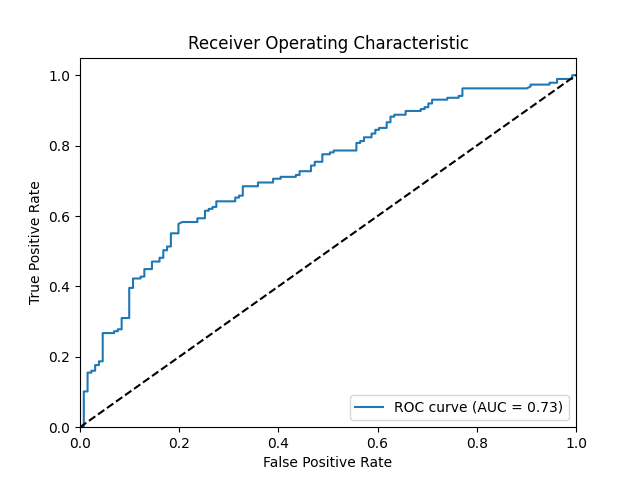 Receiver Operating Characteristic
True Positive Rate
1.0
0.8
0.6
0.4
0.2
0.0
ROC curve (AUC = 0.73)
0.0 0.2 0.4 0.6 0.8 1.0
False Positive Rate